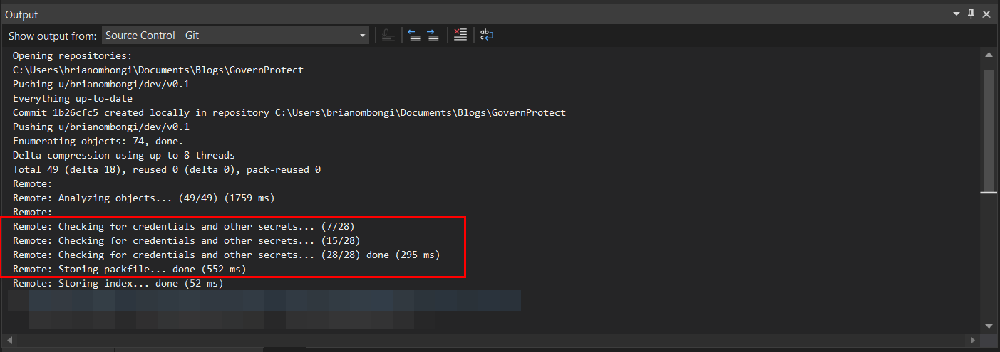 Output
Show output from: Source Control - Git
Opening repositories:
C:\Users\brianombongi\Documents\Blogs\GovernProtect
Pushing u/brianombongi/dev/v0.1
Everything up-to-date
Commit 1b26cfc5 created locally in repository C:\Users\brianombongi\Documents\Blogs\GovernProtect
Pushing u/brianombongi/dev/v0.1
Enumerating objects: 74, done.
Delta compression using up to 8 threads
Total 49 (delta 18), reused 0 (delta 0), pack-reused 0
Remote:
Remote: Analyzing objects... (49/49) (1759 ms)
Remote:
Remote: Checking for credentials and other secrets... (7/28)
Remote: Checking for credentials and other secrets... (15/28)
Remote: Checking for credentials and other secrets... (28/28) done (295 ms)
Remote: Storing packfile... done (552 ms)
Remote: Storing index... done (52 ms)